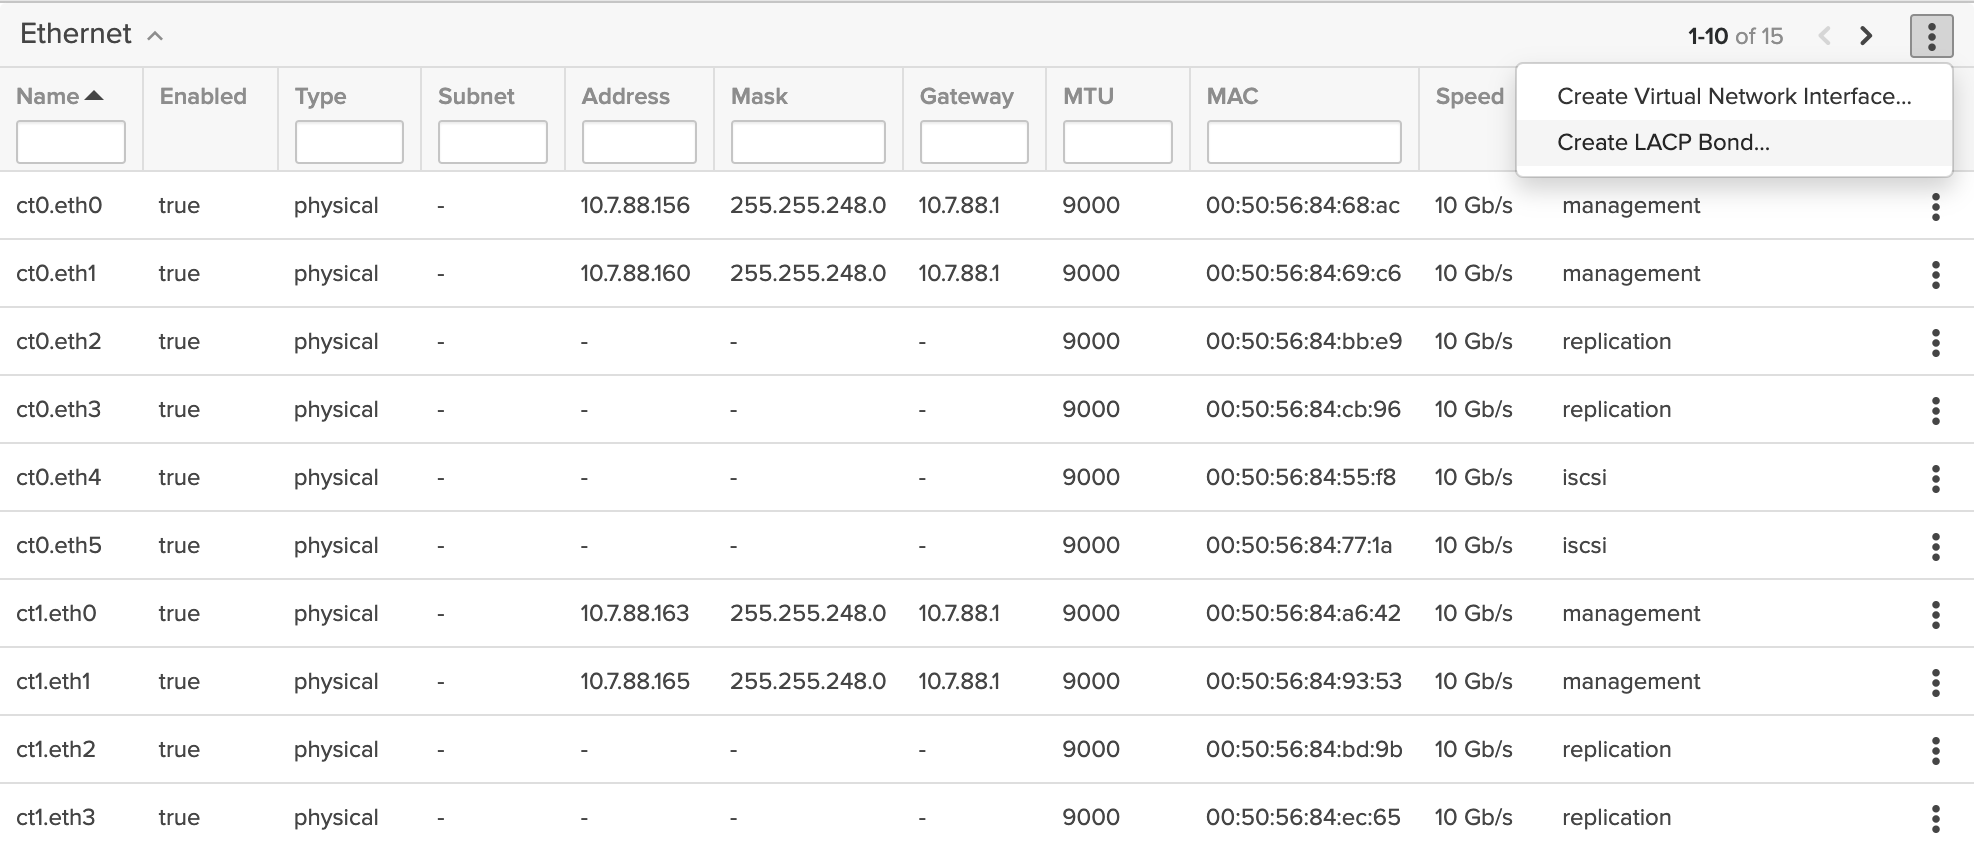 Ethernet 1-10 of 15
Name Enabled Type Subnet Address Mask Gateway MTU MAC Speed
Create Virtual Network Interface...
Create LACP Bond...
ct0.eth0 true physical - 10.7.88.156 255.255.248.0 10.7.88.1 9000 00:50:56:84:68:ac 10 Gb/s management
ct0.eth1 true physical - 10.7.88.160 255.255.248.0 10.7.88.1 9000 00:50:56:84:69:c6 10 Gb/s management
ct0.eth2 true physical - - - - 9000 00:50:56:84:bb:e9 10 Gb/s replication
ct0.eth3 true physical - - - - 9000 00:50:56:84:cb:96 10 Gb/s replication
ct0.eth4 true physical - - - - 9000 00:50:56:84:55:f8 10 Gb/s iscsi
ct0.eth5 true physical - - - - 9000 00:50:56:84:77:1a 10 Gb/s iscsi
ct1.eth0 true physical - 10.7.88.163 255.255.248.0 10.7.88.1 9000 00:50:56:84:a6:42 10 Gb/s management
ct1.eth1 true physical - 10.7.88.165 255.255.248.0 10.7.88.1 9000 00:50:56:84:93:53 10 Gb/s management
ct1.eth2 true physical - - - - 9000 00:50:56:84:bd:9b 10 Gb/s replication
ct1.eth3 true physical - - - - 9000 00:50:56:84:ec:65 10 Gb/s replication